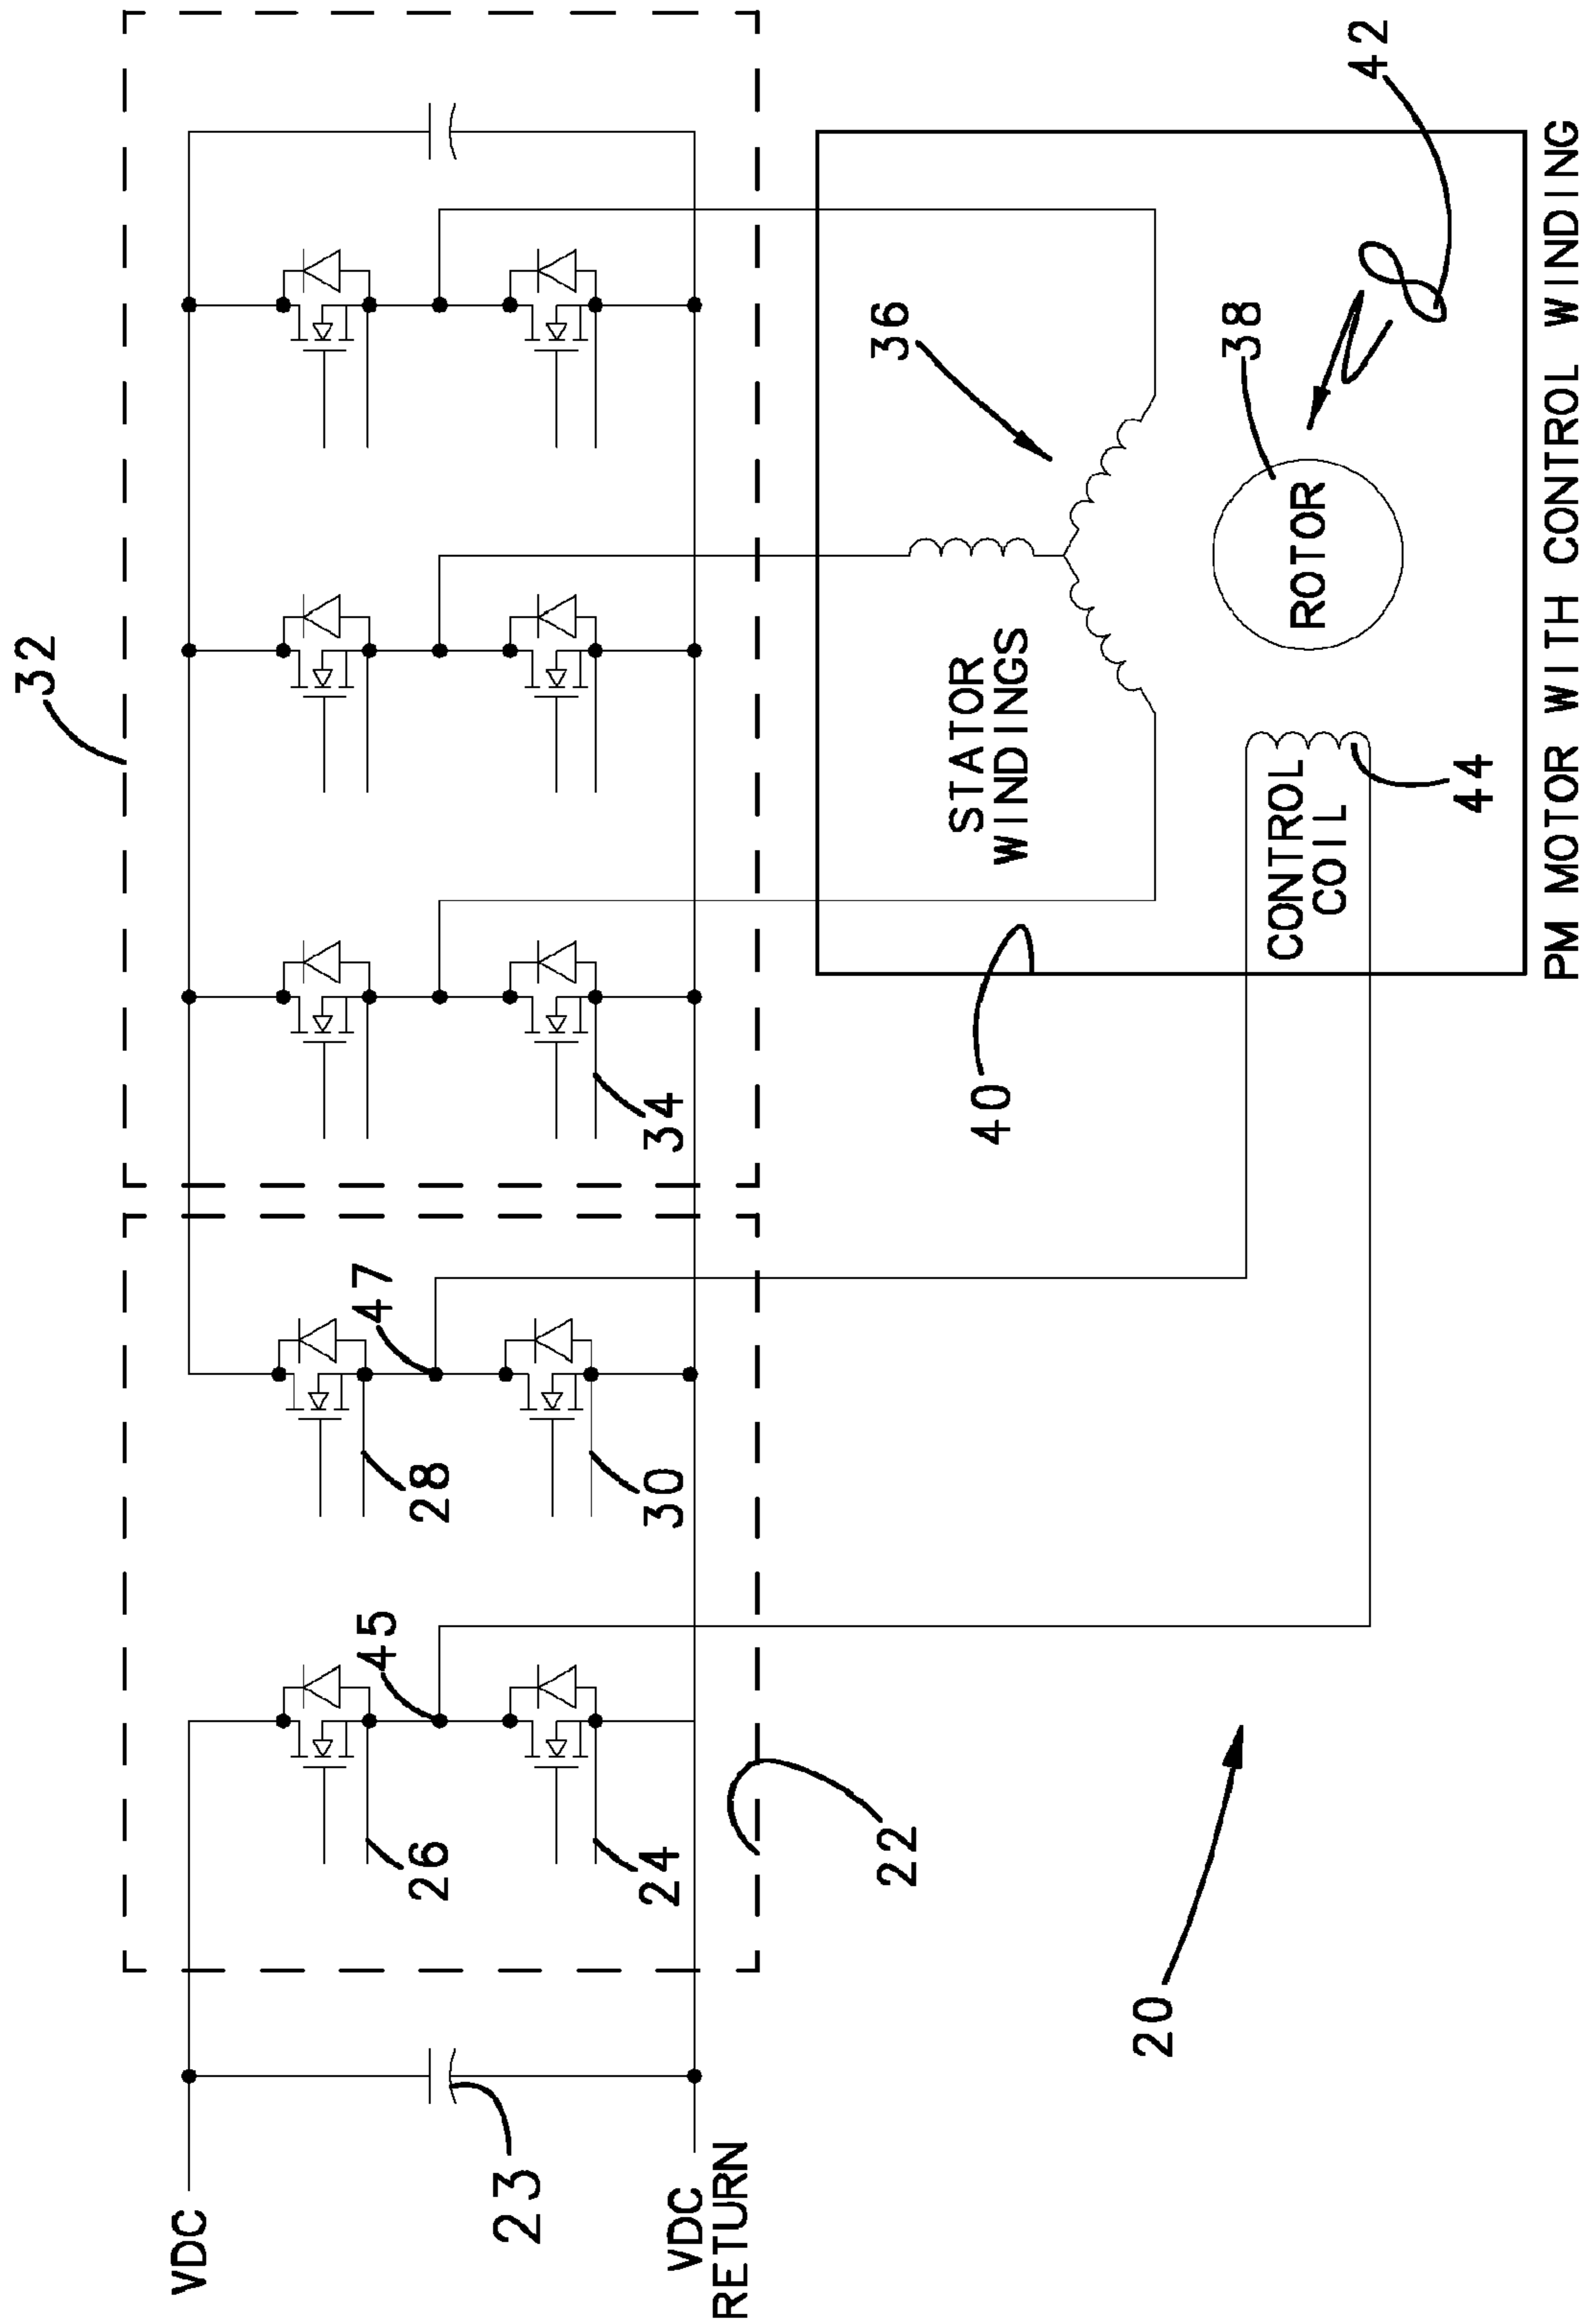 32
VDC
23
VDC
RETURN
26
45
24
22
28
47
30
34
20
40
36
STATOR
WINDINGS
CONTROL
COIL
44
38
ROTOR
42
PM MOTOR WITH CONTROL WINDING